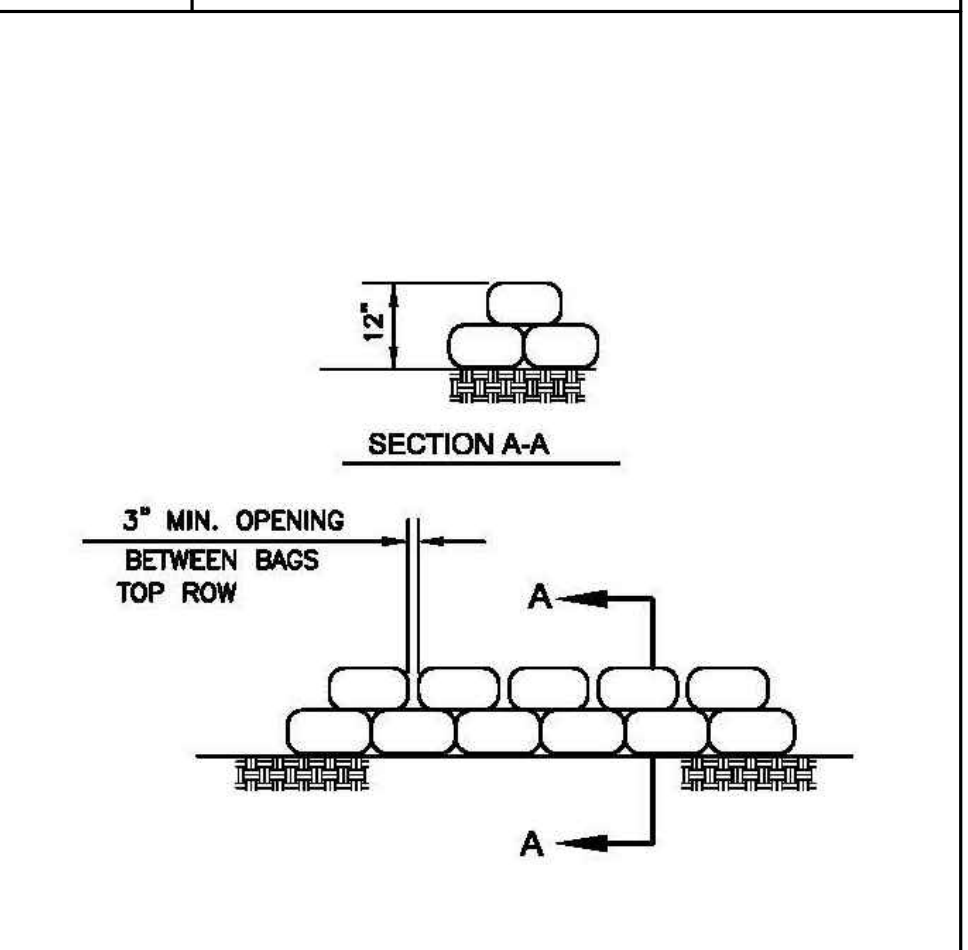 12"
SECTION A-A
3" MIN. OPENING
BETWEEN BAGS
TOP ROW
A
A